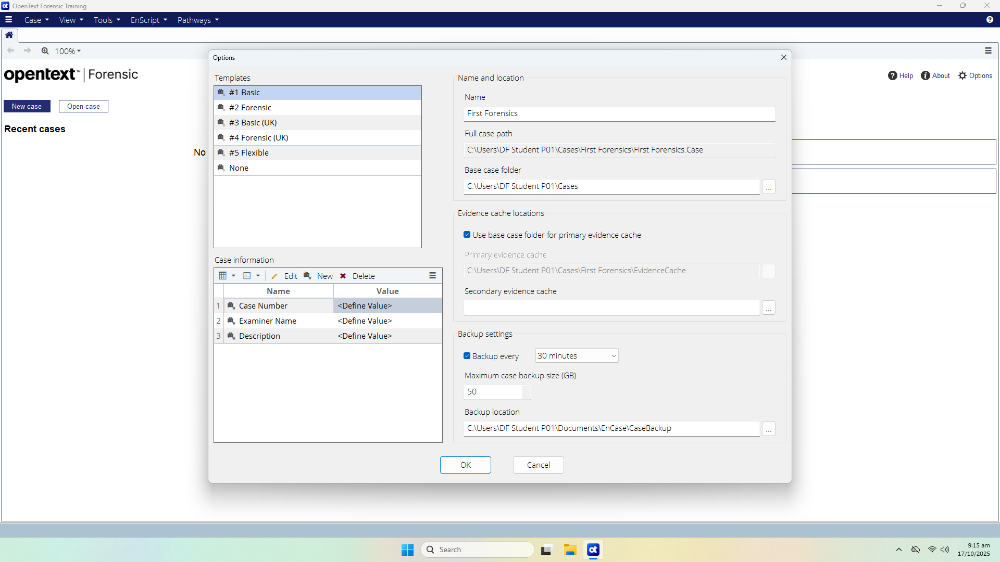 OpenText Forensic Training
Case View Tools EnScript Pathways
100%
opentext™ | Forensic
Help About Options
New case Open case
Recent cases
No
Options
Templates
#1 Basic
#2 Forensic
#3 Basic (UK)
#4 Forensic (UK)
#5 Flexible
None
Case information
Edit New Delete
Name Value
1 Case Number <Define Value>
2 Examiner Name <Define Value>
3 Description <Define Value>
Name and location
Name
First Forensics
Full case path
C:\Users\DF Student P01\Cases\First Forensics\First Forensics.Case
Base case folder
C:\Users\DF Student P01\Cases
...
Evidence cache locations
Use base case folder for primary evidence cache
Primary evidence cache
C:\Users\DF Student P01\Cases\First Forensics\EvidenceCache
...
Secondary evidence cache
...
Backup settings
Backup every 30 minutes
Maximum case backup size (GB)
50
Backup location
C:\Users\DF Student P01\Documents\EnCase\CaseBackup
...
OK Cancel
Search
ot
9:15 am
17/10/2025